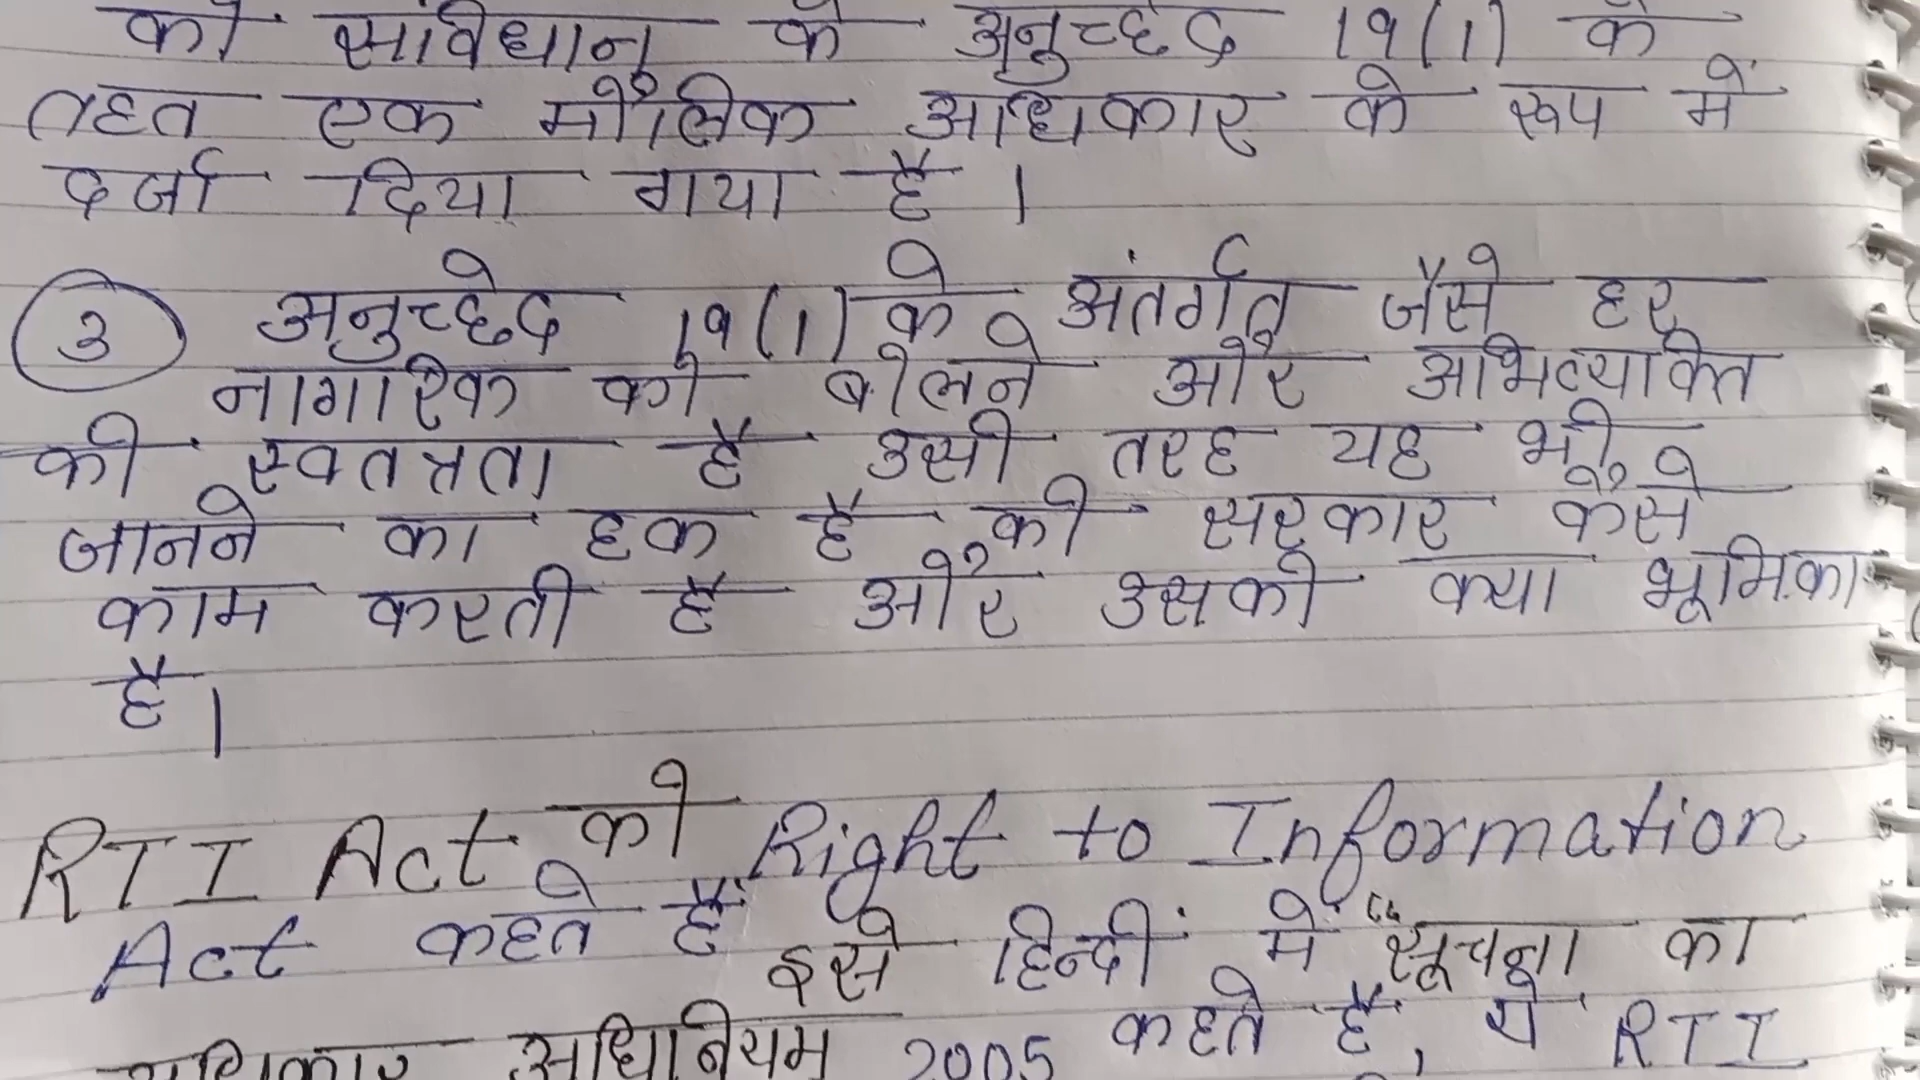 को संविधान के अनुच्छेद 19(1) के
तहत एक मौलिक अधिकार के रूप में
दर्जा दिया गया है।
3 अनुच्छेद 19(1) के अंतर्गत जैसे हर
नागरिक को बोलने और अभिव्यक्ति
की स्वतंत्रता है उसी तरह यह भी
जानने का हक है की सरकार कैसे
काम करती है और उसकी क्या भूमिका
है।
RTI Act को Right to Information
Act कहते हैं इसे हिन्दीं में "सूचना का
अधिकार अधिनियम 2005 कहते हैं, ये RTI